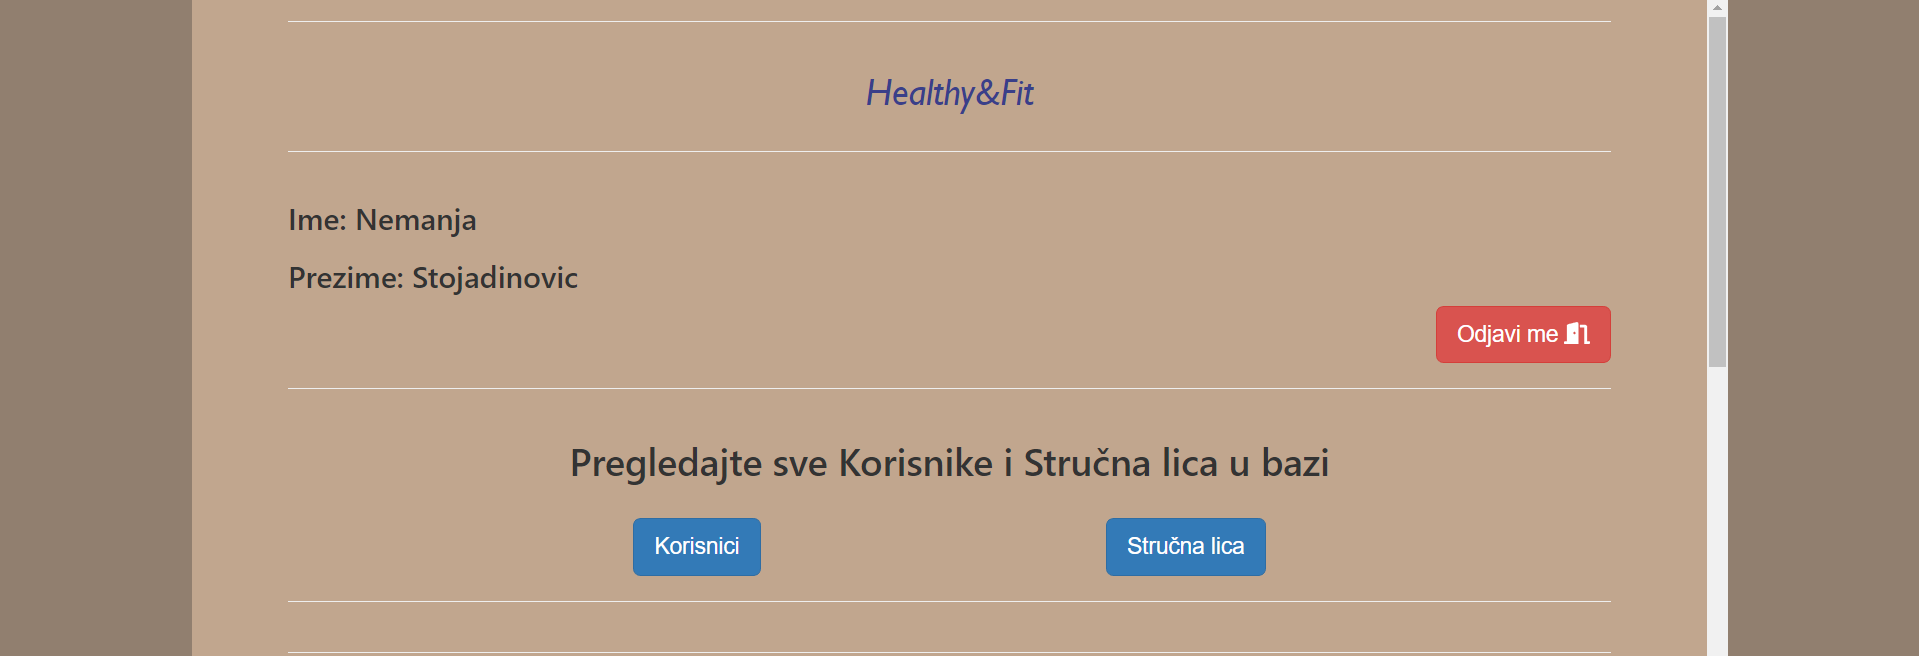 Healthy&Fit
Ime: Nemanja
Prezime: Stojadinovic
Odjavi me
Pregledajte sve Korisnike i Stručna lica u bazi
Korisnici
Stručna lica